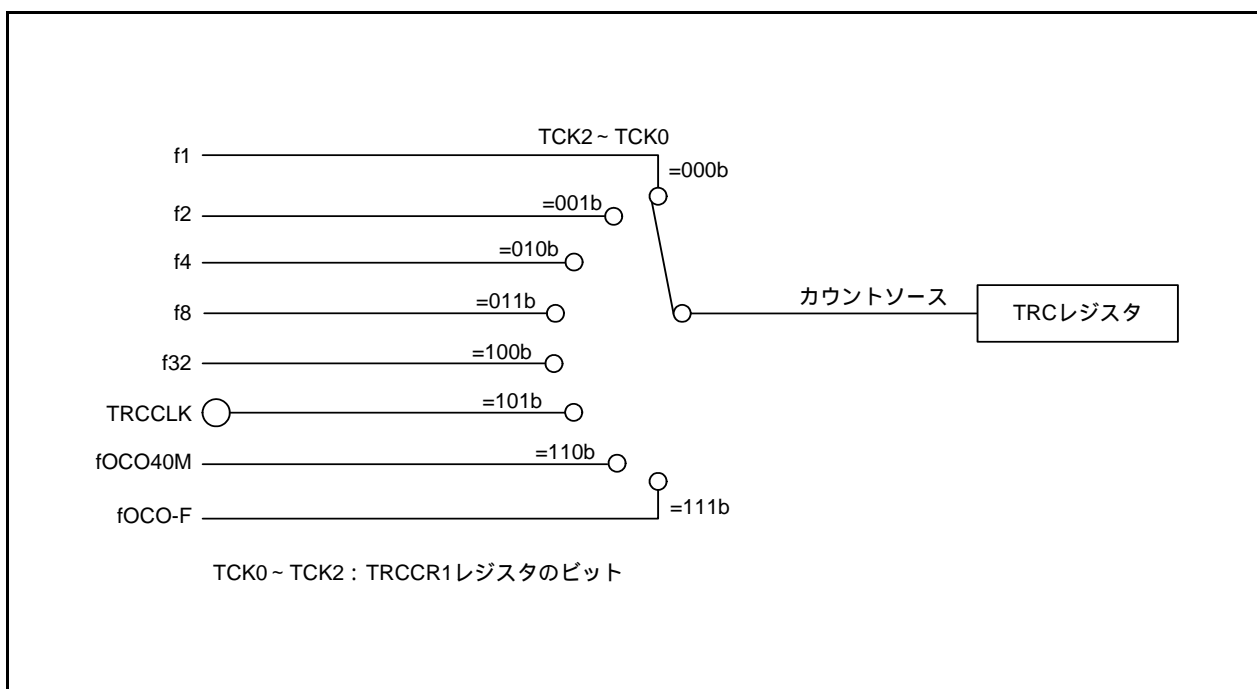 TCK2 ~ TCK0
f1
=000b
f2
=001b
f4
=010b
カウントソース
f8
=011b
TRCレジスタ
f32
=100b
TRCCLK
=101b
fOCO40M
=110b
fOCO-F
=111b
TCK0 ~ TCK2 : TRCCR1レジスタのビット